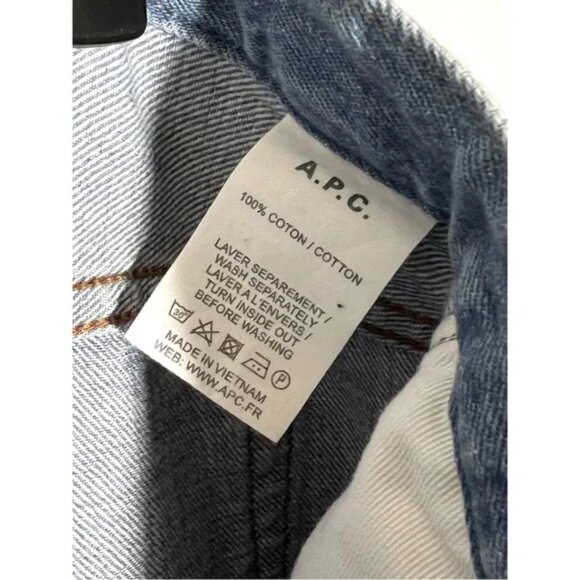 A.P.C.
100% COTON / COTTON
LAVER SEPAREMENT /
WASH SEPARATELY
LAVER A L'ENVERS /
TURN INSIDE OUT
BEFORE WASHING
30° P
MADE IN VIETNAM
WEB: WWW.APC.FR